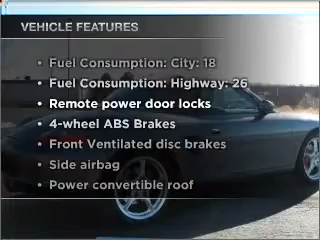 VEHICLE FEATURES
• Fuel Consumption: City: 18
• Fuel Consumption: Highway: 26
• Remote power door locks
• 4-wheel ABS Brakes
• Front Ventilated disc brakes
• Side airbag
• Power convertible roof